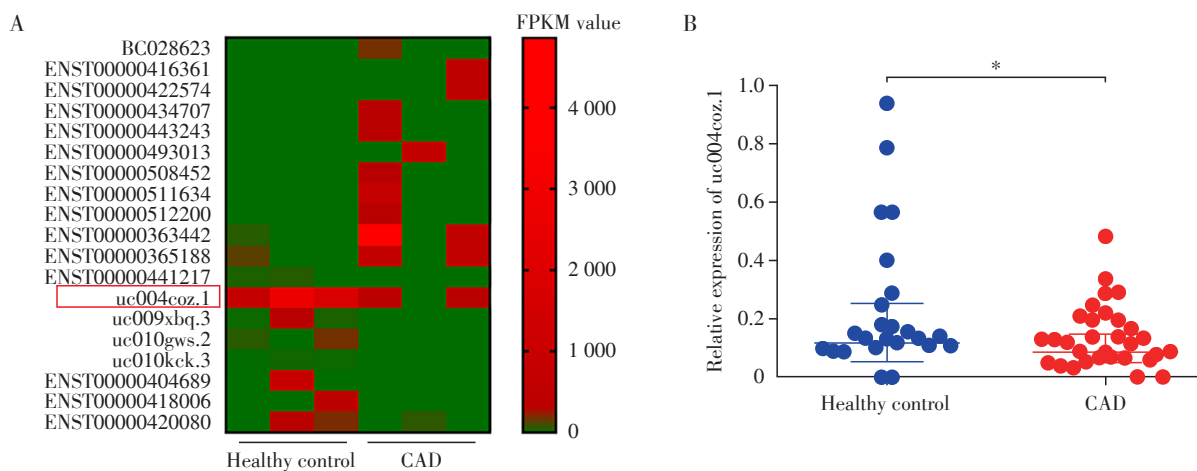 A
FPKM value
BC028623
ENST00000416361
ENST00000422574
ENST00000434707
ENST00000443243
ENST00000493013
ENST00000508452
ENST00000511634
ENST00000512200
ENST00000363442
ENST00000365188
ENST00000441217
uc004coz.1
uc009xbq.3
uc010gws.2
uc010kck.3
ENST00000404689
ENST00000418006
ENST00000420080
Healthy control CAD
4 000
3 000
2 000
1 000
0
B
*
Relative expression of uc004coz.1
1.0
0.8
0.6
0.4
0.2
0
Healthy control CAD